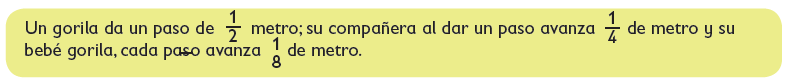 Un gorila da un paso de 1/2 metro; su compañera al dar un paso avanza 1/4 de metro y su
bebé gorila, cada paso avanza 1/8 de metro.